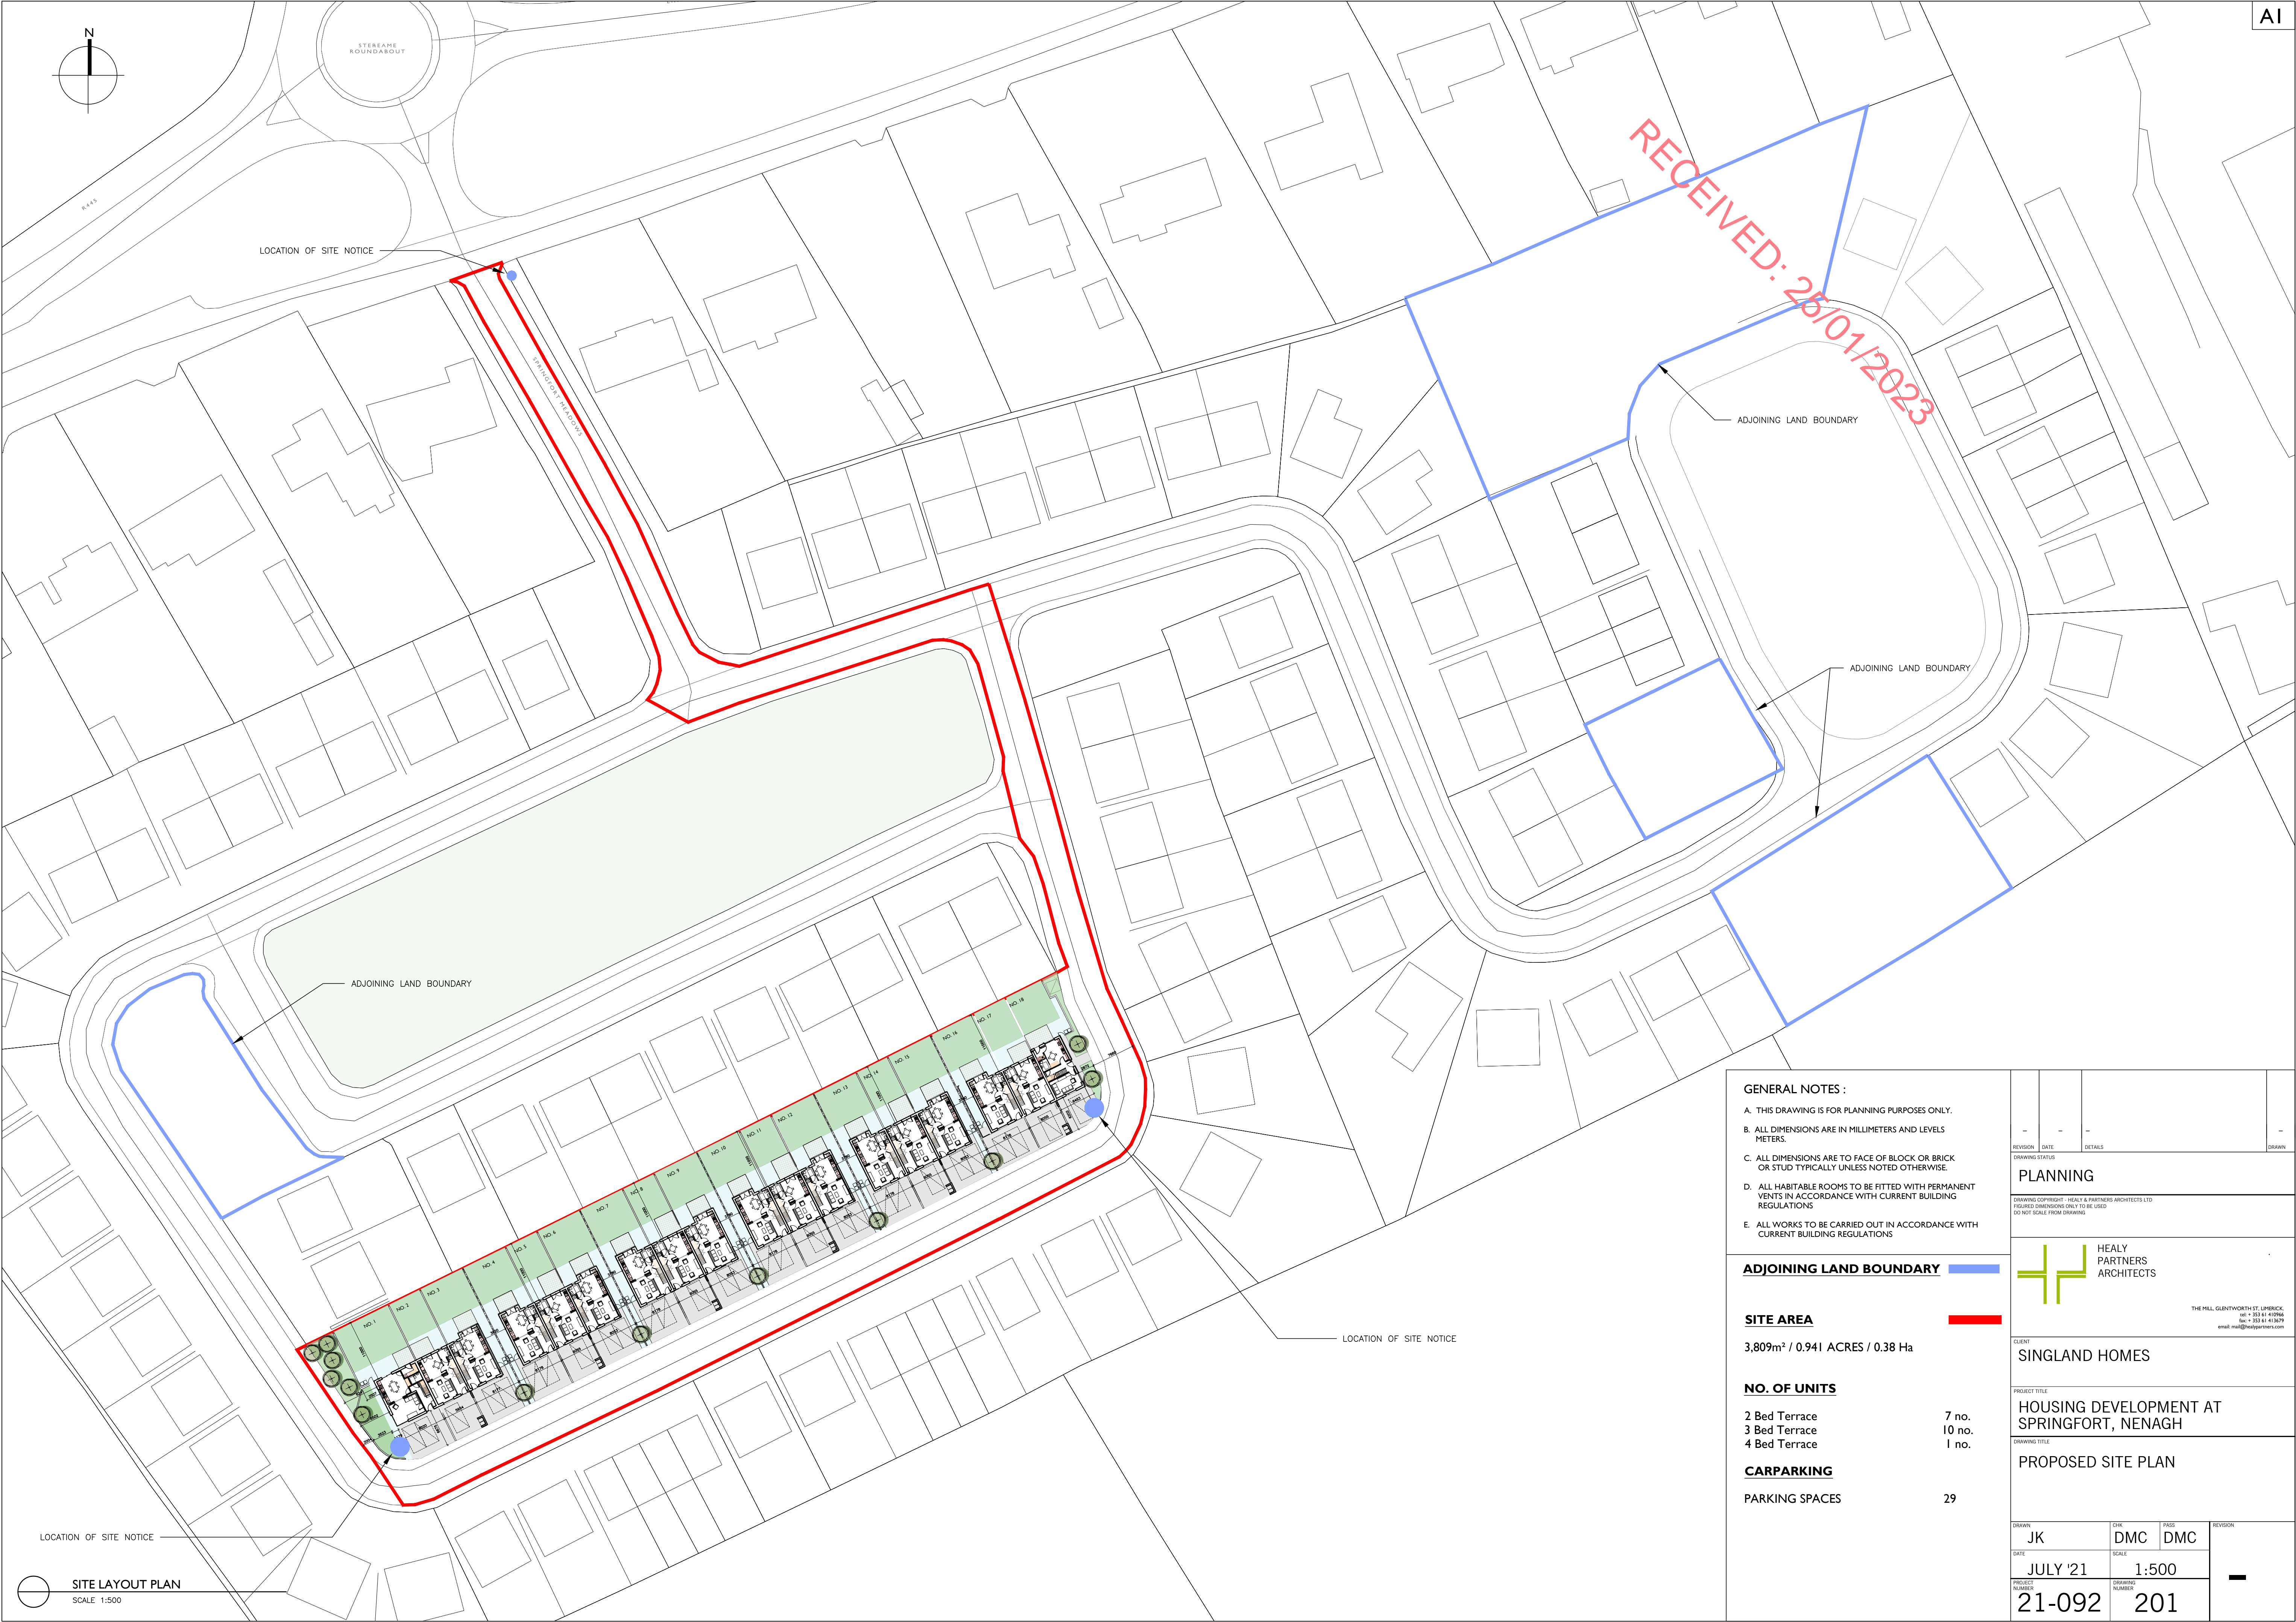 A1
N
STEREAME
ROUNDABOUT
R445
LOCATION OF SITE NOTICE
SPRINGFORT MEADOWS
RECEIVED: 25/01/2023
ADJOINING LAND BOUNDARY
ADJOINING LAND BOUNDARY
ADJOINING LAND BOUNDARY
NO. 18
NO. 17
NO. 16
NO. 15
NO. 14
NO. 13
NO. 12
NO. 11
NO. 10
NO. 9
NO. 8
NO. 7
NO. 6
NO. 5
NO. 4
NO. 3
NO. 2
NO. 1
LOCATION OF SITE NOTICE
LOCATION OF SITE NOTICE
SITE LAYOUT PLAN
SCALE 1:500
GENERAL NOTES :
A. THIS DRAWING IS FOR PLANNING PURPOSES ONLY.
B. ALL DIMENSIONS ARE IN MILLIMETERS AND LEVELS
METERS.
C. ALL DIMENSIONS ARE TO FACE OF BLOCK OR BRICK
OR STUD TYPICALLY UNLESS NOTED OTHERWISE.
D. ALL HABITABLE ROOMS TO BE FITTED WITH PERMANENT
VENTS IN ACCORDANCE WITH CURRENT BUILDING
REGULATIONS
E. ALL WORKS TO BE CARRIED OUT IN ACCORDANCE WITH
CURRENT BUILDING REGULATIONS
ADJOINING LAND BOUNDARY
SITE AREA
3,809m² / 0.941 ACRES / 0.38 Ha
NO. OF UNITS
2 Bed Terrace 7 no.
3 Bed Terrace 10 no.
4 Bed Terrace 1 no.
CARPARKING
PARKING SPACES 29
- - - -
REVISION DATE DETAILS DRAWN
DRAWING STATUS
PLANNING
DRAWING COPYRIGHT - HEALY & PARTNERS ARCHITECTS LTD
FIGURED DIMENSIONS ONLY TO BE USED
DO NOT SCALE FROM DRAWING
HEALY
PARTNERS
ARCHITECTS
THE MILL, GLENTWORTH ST, LIMERICK.
tel: + 353 61 410966
fax: + 353 61 413679
email: mail@healypartners.com
CLIENT
SINGLAND HOMES
PROJECT TITLE
HOUSING DEVELOPMENT AT
SPRINGFORT, NENAGH
DRAWING TITLE
PROPOSED SITE PLAN
DRAWN CHK PASS REVISION
JK DMC DMC
DATE SCALE
JULY '21 1:500
PROJECT NUMBER DRAWING NUMBER
21-092 201 -